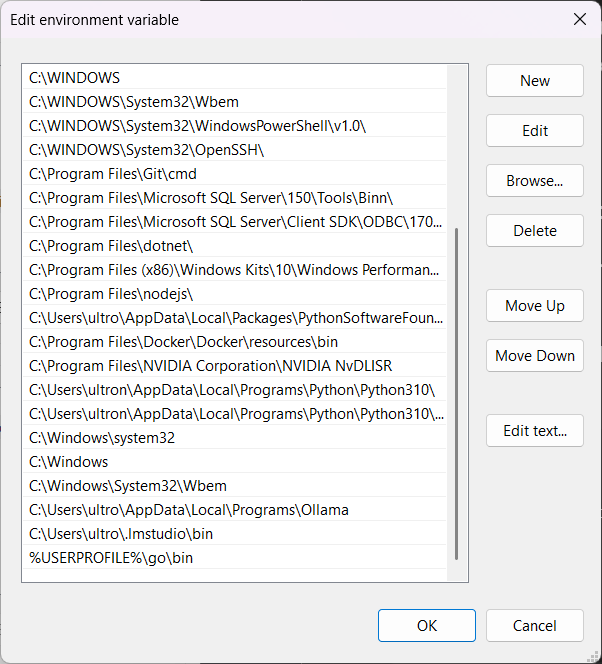 Edit environment variable
C:\WINDOWS
C:\WINDOWS\System32\Wbem
C:\WINDOWS\System32\WindowsPowerShell\v1.0\
C:\WINDOWS\System32\OpenSSH\
C:\Program Files\Git\cmd
C:\Program Files\Microsoft SQL Server\150\Tools\Binn\
C:\Program Files\Microsoft SQL Server\Client SDK\ODBC\170...
C:\Program Files\dotnet\
C:\Program Files (x86)\Windows Kits\10\Windows Performan...
C:\Program Files\nodejs\
C:\Users\ultro\AppData\Local\Packages\PythonSoftwareFoun...
C:\Program Files\Docker\Docker\resources\bin
C:\Program Files\NVIDIA Corporation\NVIDIA NvDLISR
C:\Users\ultron\AppData\Local\Programs\Python\Python310\
C:\Users\ultron\AppData\Local\Programs\Python\Python310\...
C:\Windows\system32
C:\Windows
C:\Windows\System32\Wbem
C:\Users\ultro\AppData\Local\Programs\Ollama
C:\Users\ultro\.lmstudio\bin
%USERPROFILE%\go\bin
New
Edit
Browse...
Delete
Move Up
Move Down
Edit text...
OK
Cancel